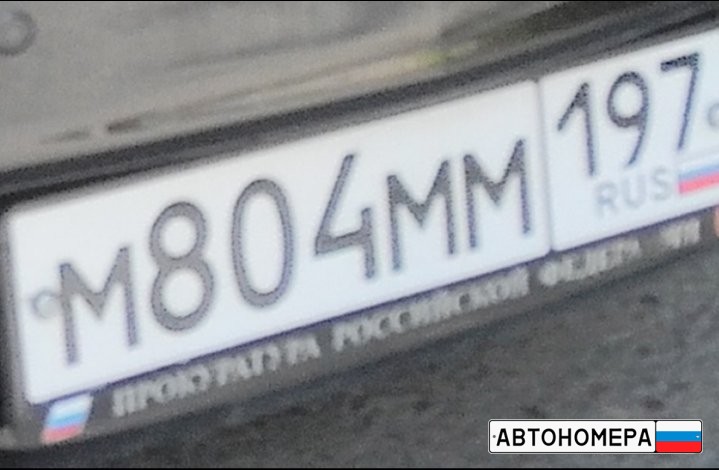 М804ММ 197
RUS
ПРОКУРАТУРА РОССИЙСКОЙ ФЕДЕРАЦИИ
АВТОНОМЕРА